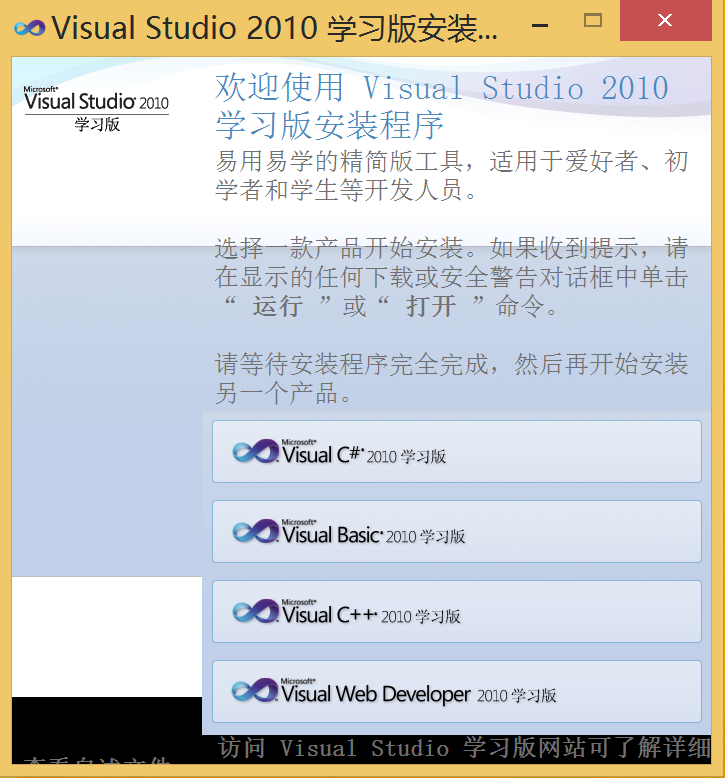 Visual Studio 2010 学习版安装...
Microsoft®
Visual Studio® 2010
学习版
欢迎使用 Visual Studio 2010
学习版安装程序
易用易学的精简版工具，适用于爱好者、初
学者和学生等开发人员。
选择一款产品开始安装。如果收到提示，请
在显示的任何下载或安全警告对话框中单击
“ 运行 ”或“ 打开 ”命令。
请等待安装程序完全完成，然后再开始安装
另一个产品。
Microsoft®
Visual C#® 2010 学习版
Microsoft®
Visual Basic® 2010 学习版
Microsoft®
Visual C++® 2010 学习版
Microsoft®
Visual Web Developer 2010 学习版
访问 Visual Studio 学习版网站可了解详细
查看自述文件